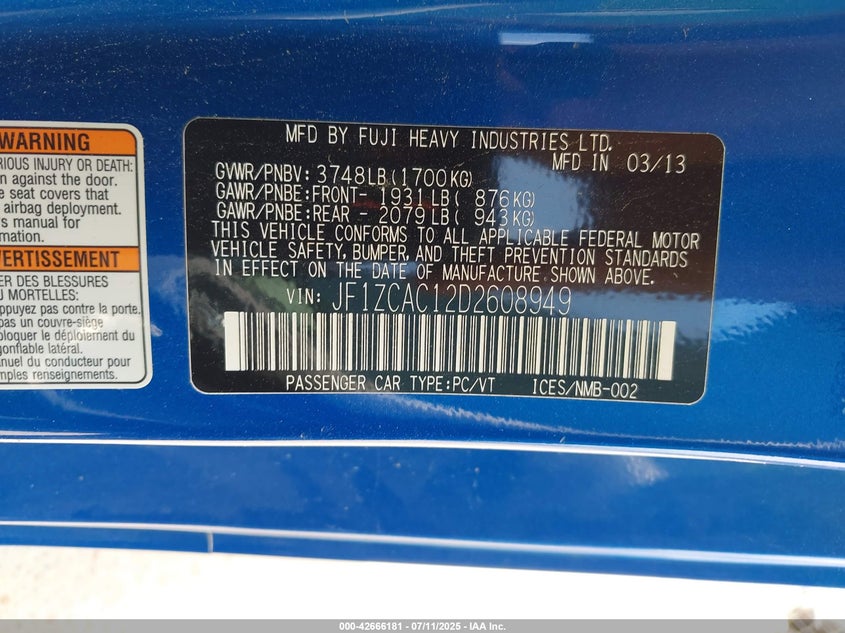 WARNING
RIOUS INJURY OR DEATH:
n against the door.
e seat covers that
airbag deployment.
's manual for
rmation.
VERTISSEMENT
ER DES BLESSURES
U MORTELLES:
ppuyez pas contre la porte.
s un couvre-siège
mbrer le déploiement du
gonflable latéral.
anuel du conducteur pour
mples renseignements.
MFD BY FUJI HEAVY INDUSTRIES LTD.
MFD IN 03/13
GVWR/PNBV: 3748LB(1700KG)
GAWR/PNBE:FRONT- 1931LB( 876KG)
GAWR/PNBE:REAR - 2079LB( 943KG)
THIS VEHICLE CONFORMS TO ALL APPLICABLE FEDERAL MOTOR
VEHICLE SAFETY, BUMPER, AND THEFT PREVENTION STANDARDS
IN EFFECT ON THE DATE OF MANUFACTURE SHOWN ABOVE.
VIN: JF1ZCAC12D2608949
PASSENGER CAR TYPE:PC/VT ICES/NMB-002
000-42666181 - 07/11/2025 - IAA Inc.